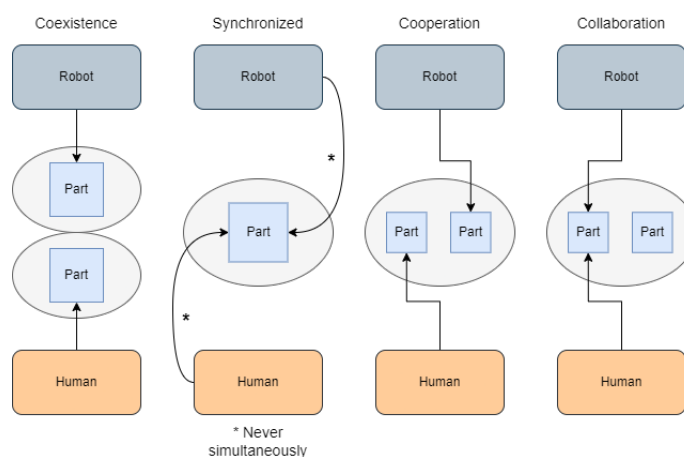 Coexistence
Synchronized
Cooperation
Collaboration
Robot
Robot
Robot
Robot
*
Part
Part
Part
Part
Part
Part
Part
*
Human
Human
Human
Human
* Never
simultaneously